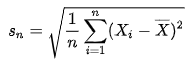 $s_n = \sqrt{\frac{1}{n} \sum_{i=1}^{n} (X_i - \overline{X})^2}$